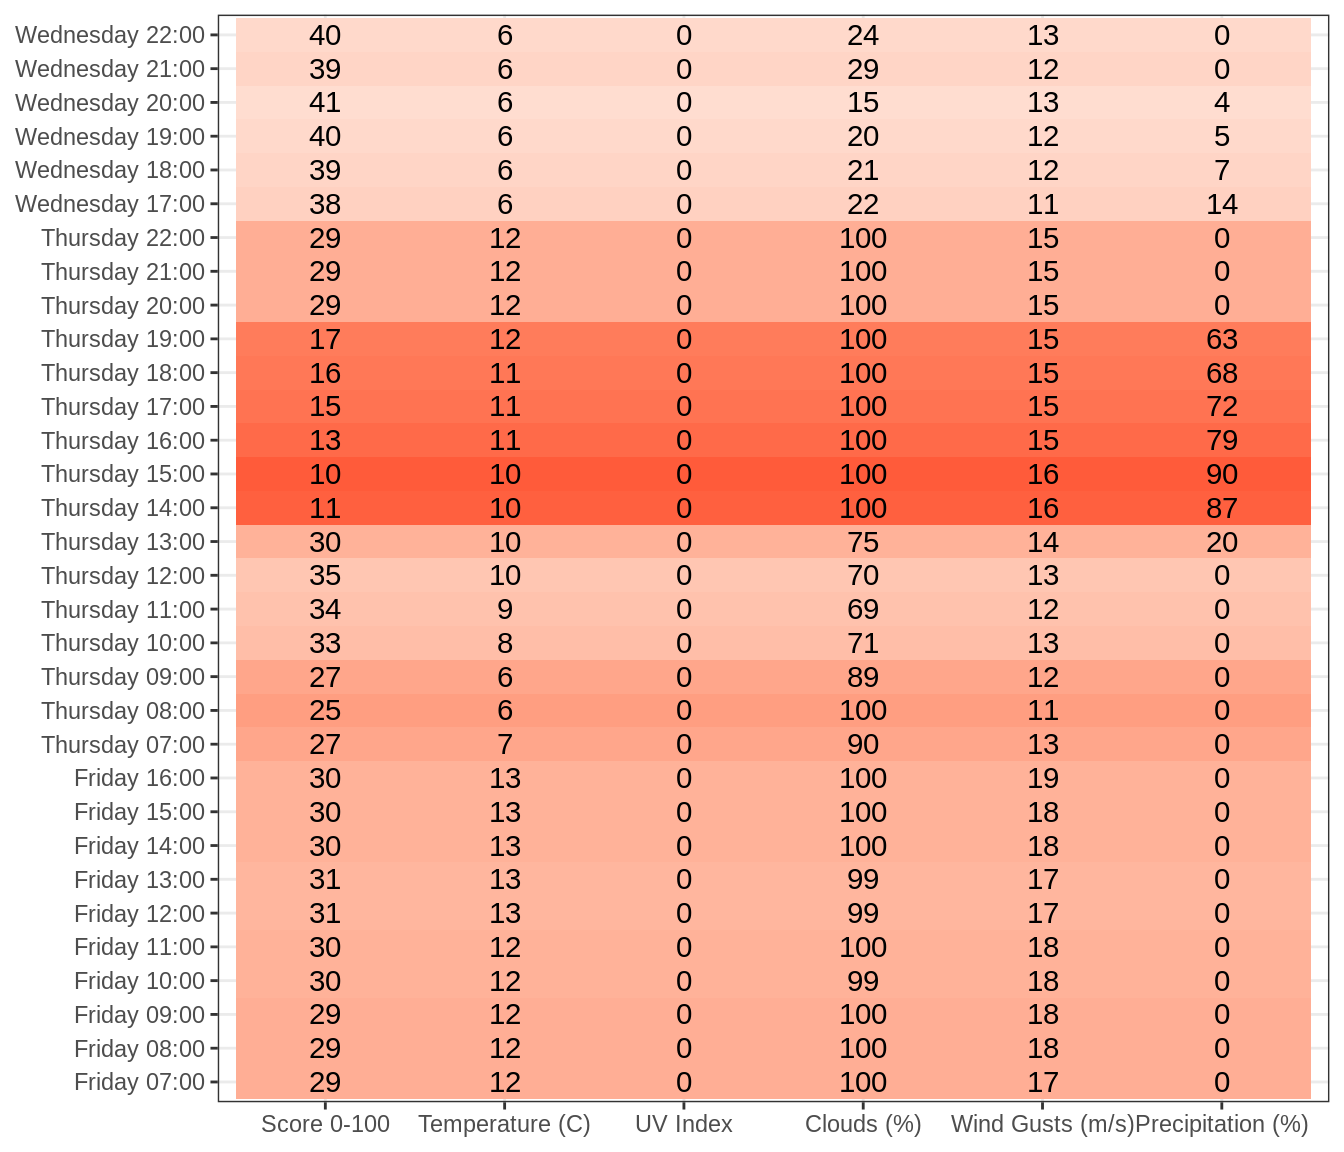 Wednesday 22:00 40 6 0 24 13 0
Wednesday 21:00 39 6 0 29 12 0
Wednesday 20:00 41 6 0 15 13 4
Wednesday 19:00 40 6 0 20 12 5
Wednesday 18:00 39 6 0 21 12 7
Wednesday 17:00 38 6 0 22 11 14
Thursday 22:00 29 12 0 100 15 0
Thursday 21:00 29 12 0 100 15 0
Thursday 20:00 29 12 0 100 15 0
Thursday 19:00 17 12 0 100 15 63
Thursday 18:00 16 11 0 100 15 68
Thursday 17:00 15 11 0 100 15 72
Thursday 16:00 13 11 0 100 15 79
Thursday 15:00 10 10 0 100 16 90
Thursday 14:00 11 10 0 100 16 87
Thursday 13:00 30 10 0 75 14 20
Thursday 12:00 35 10 0 70 13 0
Thursday 11:00 34 9 0 69 12 0
Thursday 10:00 33 8 0 71 13 0
Thursday 09:00 27 6 0 89 12 0
Thursday 08:00 25 6 0 100 11 0
Thursday 07:00 27 7 0 90 13 0
Friday 16:00 30 13 0 100 19 0
Friday 15:00 30 13 0 100 18 0
Friday 14:00 30 13 0 100 18 0
Friday 13:00 31 13 0 99 17 0
Friday 12:00 31 13 0 99 17 0
Friday 11:00 30 12 0 100 18 0
Friday 10:00 30 12 0 99 18 0
Friday 09:00 29 12 0 100 18 0
Friday 08:00 29 12 0 100 18 0
Friday 07:00 29 12 0 100 17 0
Score 0-100 Temperature (C) UV Index Clouds (%) Wind Gusts (m/s) Precipitation (%)